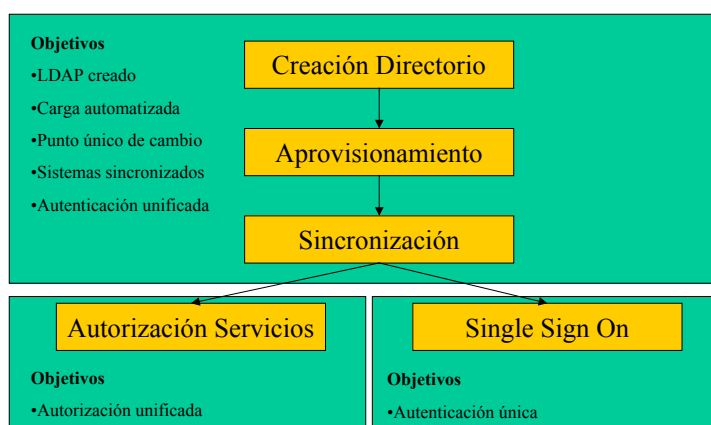 Objetivos
•LDAP creado
•Carga automatizada
•Punto único de cambio
•Sistemas sincronizados
•Autenticación unificada
Creación Directorio
Aprovisionamiento
Sincronización
Autorización Servicios
Objetivos
•Autorización unificada
Single Sign On
Objetivos
•Autenticación única